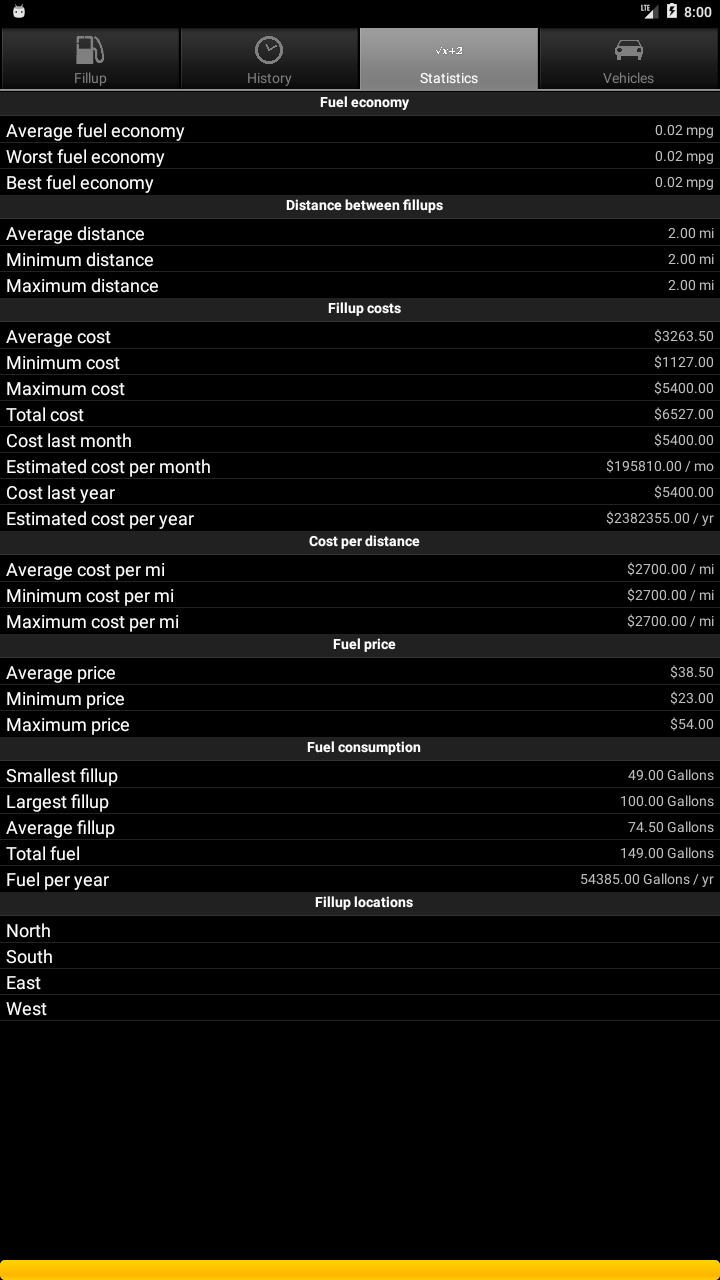 LTE 8:00
Fillup History √x+2 Statistics Vehicles
Fuel economy
Average fuel economy 0.02 mpg
Worst fuel economy 0.02 mpg
Best fuel economy 0.02 mpg
Distance between fillups
Average distance 2.00 mi
Minimum distance 2.00 mi
Maximum distance 2.00 mi
Fillup costs
Average cost $3263.50
Minimum cost $1127.00
Maximum cost $5400.00
Total cost $6527.00
Cost last month $5400.00
Estimated cost per month $195810.00 / mo
Cost last year $5400.00
Estimated cost per year $2382355.00 / yr
Cost per distance
Average cost per mi $2700.00 / mi
Minimum cost per mi $2700.00 / mi
Maximum cost per mi $2700.00 / mi
Fuel price
Average price $38.50
Minimum price $23.00
Maximum price $54.00
Fuel consumption
Smallest fillup 49.00 Gallons
Largest fillup 100.00 Gallons
Average fillup 74.50 Gallons
Total fuel 149.00 Gallons
Fuel per year 54385.00 Gallons / yr
Fillup locations
North
South
East
West